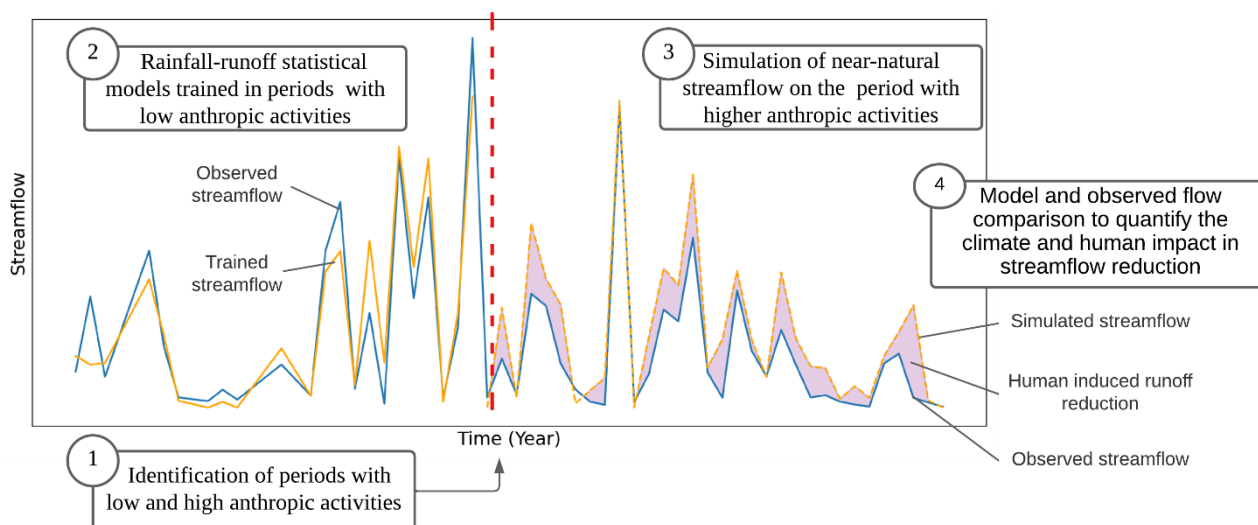 2
Rainfall-runoff statistical
models trained in periods with
low anthropic activities
3
Simulation of near-natural
streamflow on the period with
higher anthropic activities
Observed
streamflow
Trained
streamflow
4
Model and observed flow
comparison to quantify the
climate and human impact in
streamflow reduction
Streamflow
Simulated streamflow
Human induced runoff
reduction
Observed streamflow
Time (Year)
1
Identification of periods with
low and high anthropic activities